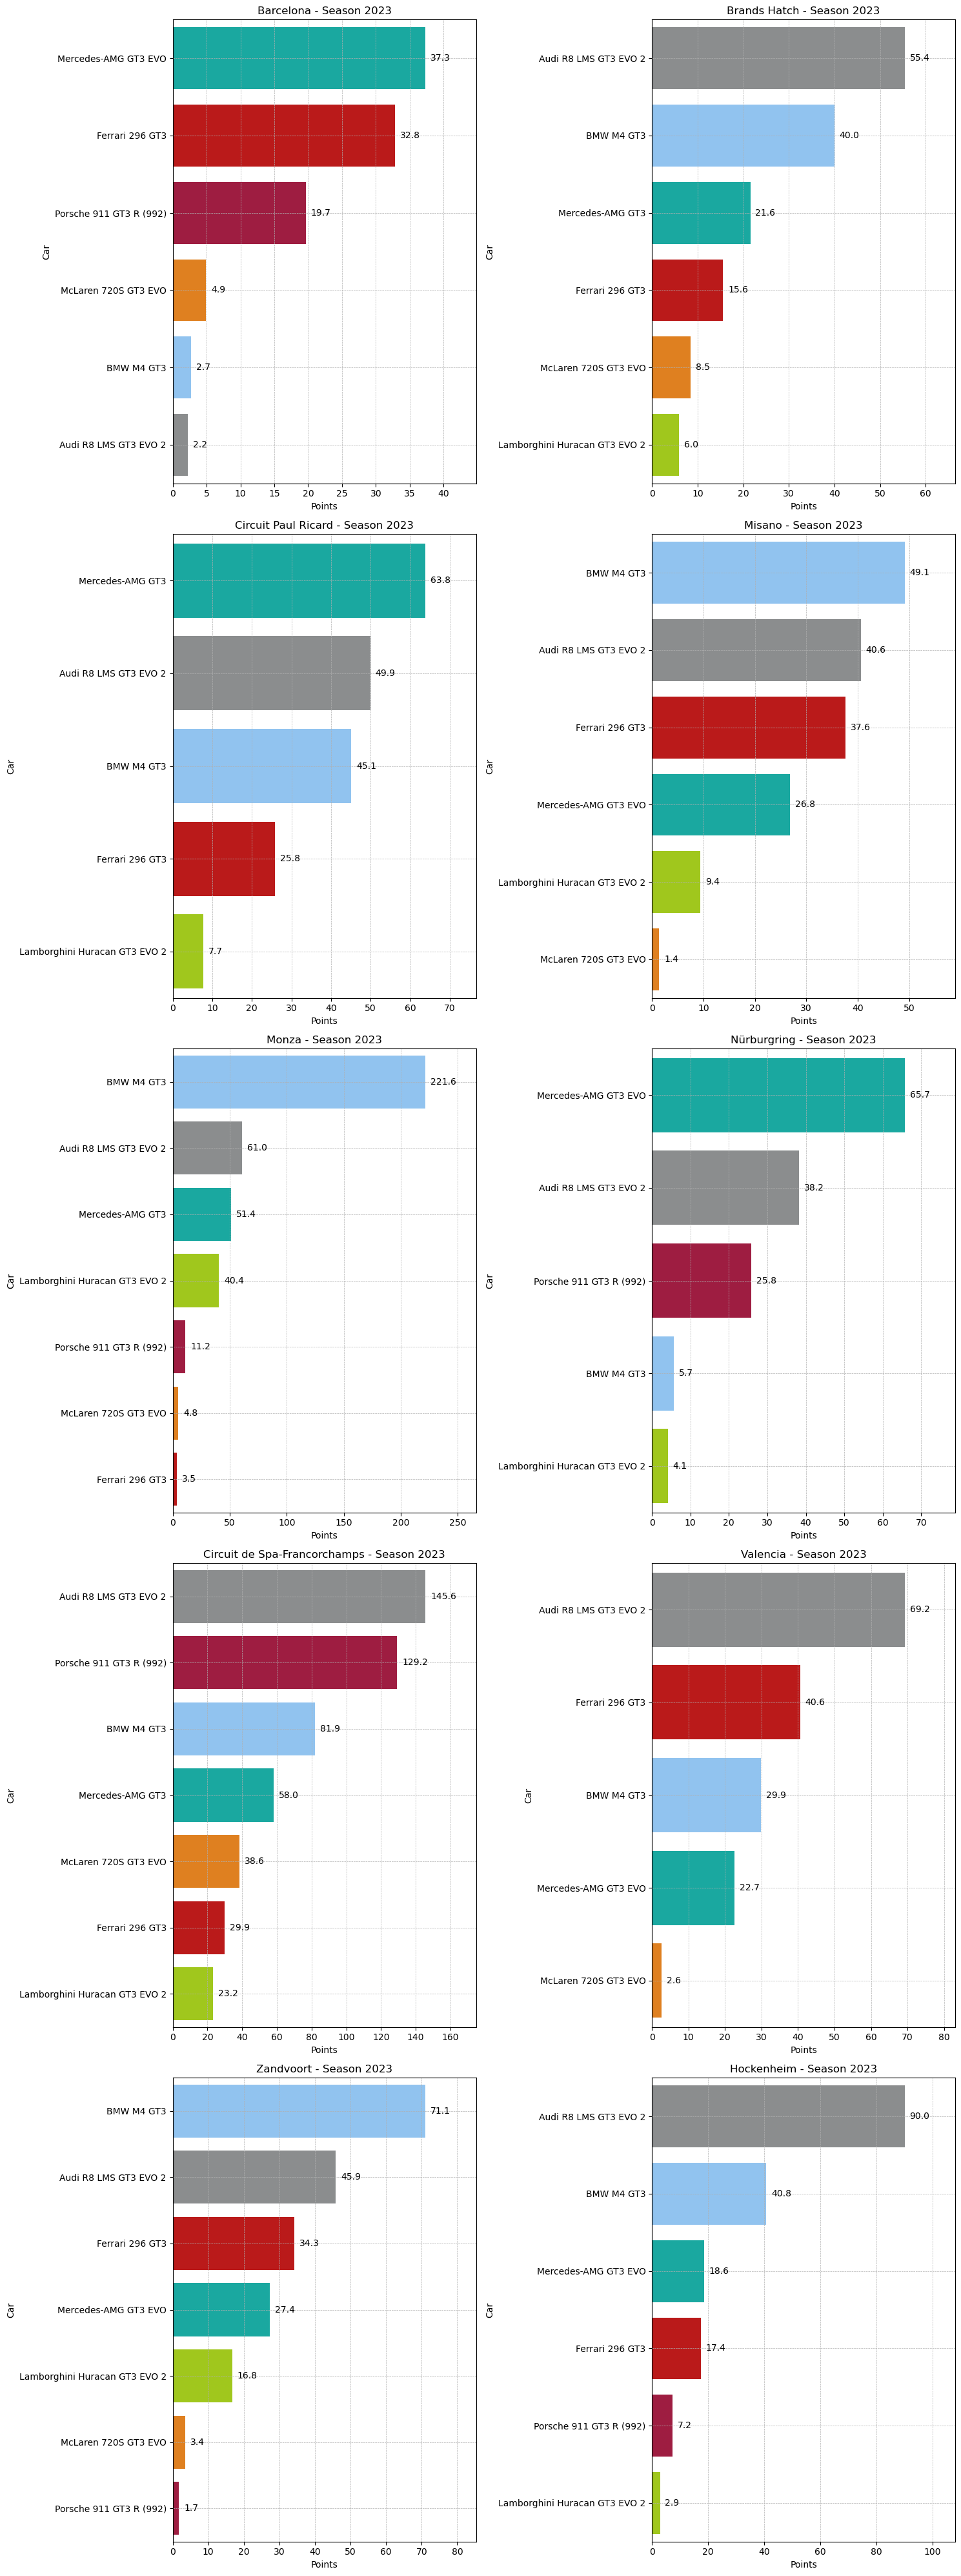 Barcelona - Season 2023
Car
Mercedes-AMG GT3 EVO 37.3
Ferrari 296 GT3 32.8
Porsche 911 GT3 R (992) 19.7
McLaren 720S GT3 EVO 4.9
BMW M4 GT3 2.7
Audi R8 LMS GT3 EVO 2 2.2
0 5 10 15 20 25 30 35 40
Points
Brands Hatch - Season 2023
Car
Audi R8 LMS GT3 EVO 2 55.4
BMW M4 GT3 40.0
Mercedes-AMG GT3 21.6
Ferrari 296 GT3 15.6
McLaren 720S GT3 EVO 8.5
Lamborghini Huracan GT3 EVO 2 6.0
0 10 20 30 40 50 60
Points
Circuit Paul Ricard - Season 2023
Car
Mercedes-AMG GT3 63.8
Audi R8 LMS GT3 EVO 2 49.9
BMW M4 GT3 45.1
Ferrari 296 GT3 25.8
Lamborghini Huracan GT3 EVO 2 7.7
0 10 20 30 40 50 60 70
Points
Misano - Season 2023
Car
BMW M4 GT3 49.1
Audi R8 LMS GT3 EVO 2 40.6
Ferrari 296 GT3 37.6
Mercedes-AMG GT3 EVO 26.8
Lamborghini Huracan GT3 EVO 2 9.4
McLaren 720S GT3 EVO 1.4
0 10 20 30 40 50
Points
Monza - Season 2023
Car
BMW M4 GT3 221.6
Audi R8 LMS GT3 EVO 2 61.0
Mercedes-AMG GT3 51.4
Lamborghini Huracan GT3 EVO 2 40.4
Porsche 911 GT3 R (992) 11.2
McLaren 720S GT3 EVO 4.8
Ferrari 296 GT3 3.5
0 50 100 150 200 250
Points
Nürburgring - Season 2023
Mercedes-AMG GT3 EVO 65.7
Audi R8 LMS GT3 EVO 2 38.2
Porsche 911 GT3 R (992) 25.8
BMW M4 GT3 5.7
Lamborghini Huracan GT3 EVO 2 4.1
Car
0 10 20 30 40 50 60 70
Points
Circuit de Spa-Francorchamps - Season 2023
Car
Audi R8 LMS GT3 EVO 2 145.6
Porsche 911 GT3 R (992) 129.2
BMW M4 GT3 81.9
Mercedes-AMG GT3 58.0
McLaren 720S GT3 EVO 38.6
Ferrari 296 GT3 29.9
Lamborghini Huracan GT3 EVO 2 23.2
0 20 40 60 80 100 120 140 160
Points
Valencia - Season 2023
Car
Audi R8 LMS GT3 EVO 2 69.2
Ferrari 296 GT3 40.6
BMW M4 GT3 29.9
Mercedes-AMG GT3 EVO 22.7
McLaren 720S GT3 EVO 2.6
0 10 20 30 40 50 60 70 80
Points
Zandvoort - Season 2023
Car
BMW M4 GT3 71.1
Audi R8 LMS GT3 EVO 2 45.9
Ferrari 296 GT3 34.3
Mercedes-AMG GT3 EVO 27.4
Lamborghini Huracan GT3 EVO 2 16.8
McLaren 720S GT3 EVO 3.4
Porsche 911 GT3 R (992) 1.7
0 10 20 30 40 50 60 70 80
Points
Hockenheim - Season 2023
Car
Audi R8 LMS GT3 EVO 2 90.0
BMW M4 GT3 40.8
Mercedes-AMG GT3 EVO 18.6
Ferrari 296 GT3 17.4
Porsche 911 GT3 R (992) 7.2
Lamborghini Huracan GT3 EVO 2 2.9
0 20 40 60 80 100
Points